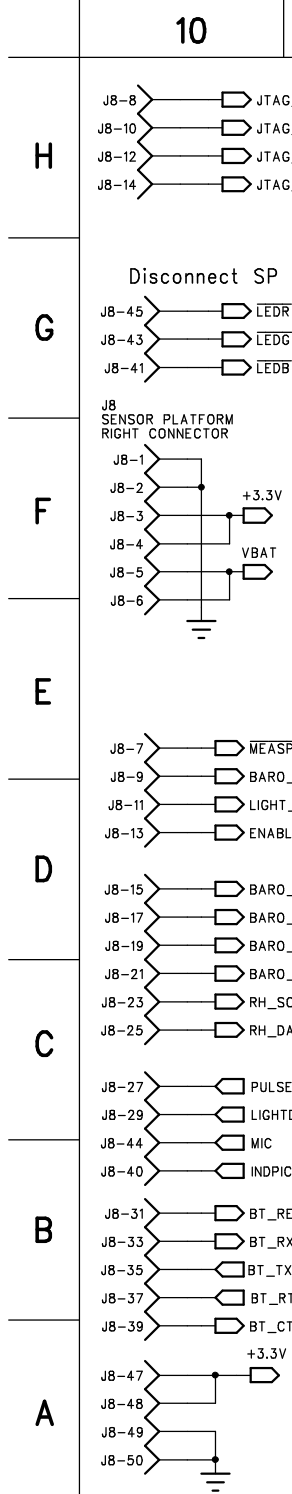 10
H
J8-8 JTAG_
J8-10 JTAG_
J8-12 JTAG_
J8-14 JTAG_
Disconnect SP
G
J8-45 LEDR
J8-43 LEDG
J8-41 LEDB
J8
SENSOR PLATFORM
RIGHT CONNECTOR
F
J8-1
J8-2
+3.3V
J8-3
J8-4
VBAT
J8-5
J8-6
E
J8-7 MEASP
J8-9 BARO_
J8-11 LIGHT_
J8-13 ENABL
D
J8-15 BARO_
J8-17 BARO_
J8-19 BARO_
J8-21 BARO_
J8-23 RH_SC
J8-25 RH_DA
C
J8-27 PULSE
J8-29 LIGHTD
J8-44 MIC
J8-40 INDPIC
B
J8-31 BT_RE
J8-33 BT_RX
J8-35 BT_TX
J8-37 BT_RT
J8-39 BT_CT
+3.3V
J8-47
J8-48
A
J8-49
J8-50